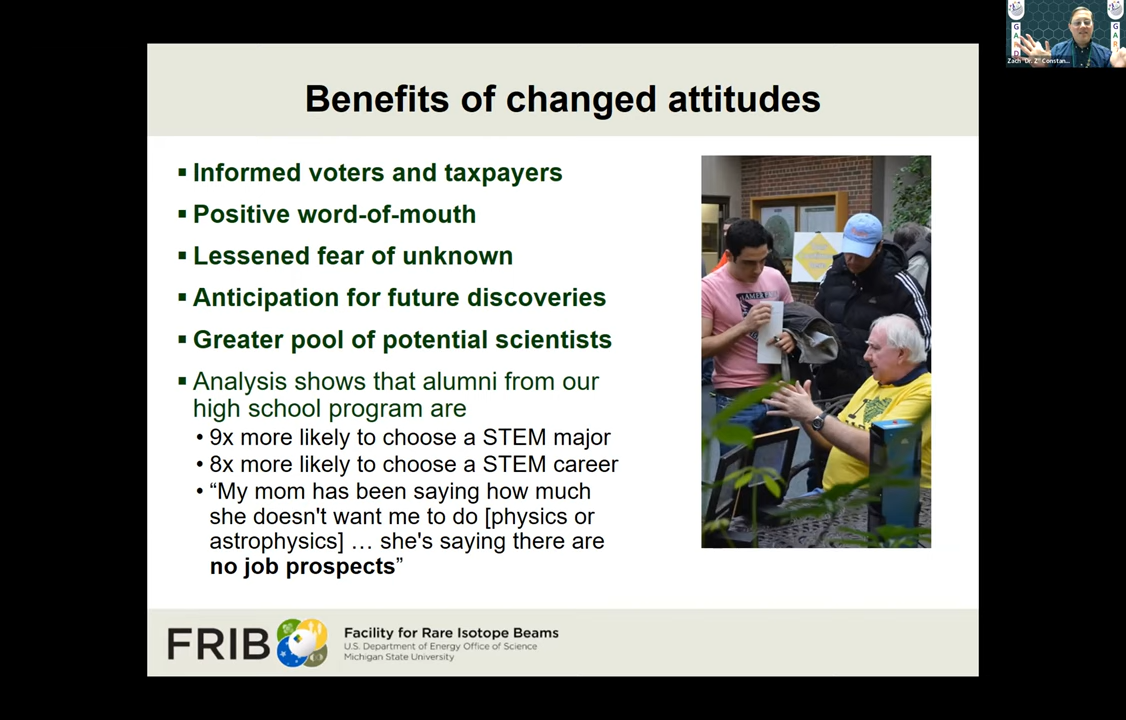 Benefits of changed attitudes
▪ Informed voters and taxpayers
▪ Positive word-of-mouth
▪ Lessened fear of unknown
▪ Anticipation for future discoveries
▪ Greater pool of potential scientists
▪ Analysis shows that alumni from our
high school program are
• 9x more likely to choose a STEM major
• 8x more likely to choose a STEM career
• “My mom has been saying how much
she doesn't want me to do [physics or
astrophysics] … she's saying there are
no job prospects”
FRIB
Facility for Rare Isotope Beams
U.S. Department of Energy Office of Science
Michigan State University
Zach "Dr. Z" Constan...